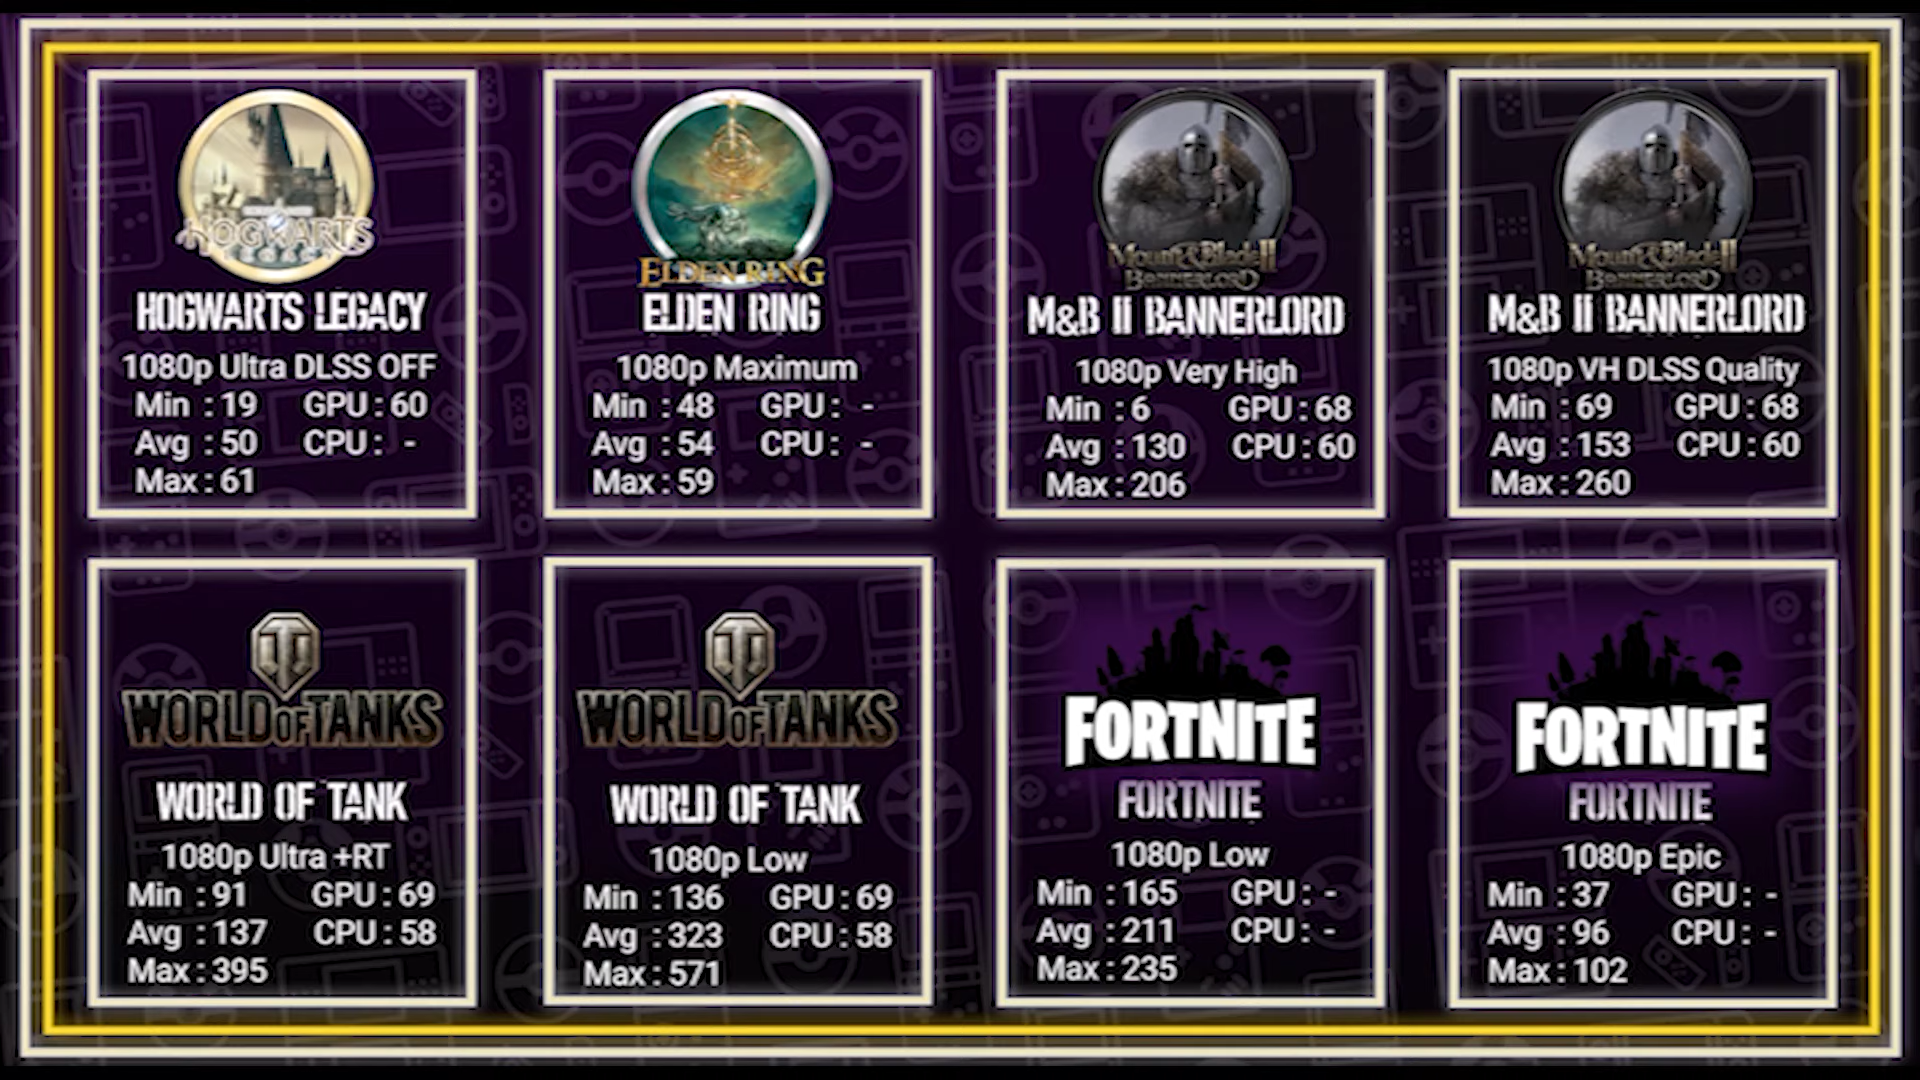 HOGWARTS
LEGACY
HOGWARTS LEGACY
1080p Ultra DLSS OFF
Min : 19 GPU : 60
Avg : 50 CPU : -
Max : 61
ELDEN RING
ELDEN RING
1080p Maximum
Min : 48 GPU : -
Avg : 54 CPU : -
Max : 59
Mount & Blade II
BANNERLORD
M&B II BANNERLORD
1080p Very High
Min : 6 GPU : 68
Avg : 130 CPU : 60
Max : 206
Mount & Blade II
BANNERLORD
M&B II BANNERLORD
1080p VH DLSS Quality
Min : 69 GPU : 68
Avg : 153 CPU : 60
Max : 260
WORLD OF TANKS
WORLD OF TANK
1080p Ultra +RT
Min : 91 GPU : 69
Avg : 137 CPU : 58
Max : 395
WORLD OF TANKS
WORLD OF TANK
1080p Low
Min : 136 GPU : 69
Avg : 323 CPU : 58
Max : 571
FORTNITE
FORTNITE
1080p Low
Min : 165 GPU : -
Avg : 211 CPU : -
Max : 235
FORTNITE
FORTNITE
1080p Epic
Min : 37 GPU : -
Avg : 96 CPU : -
Max : 102